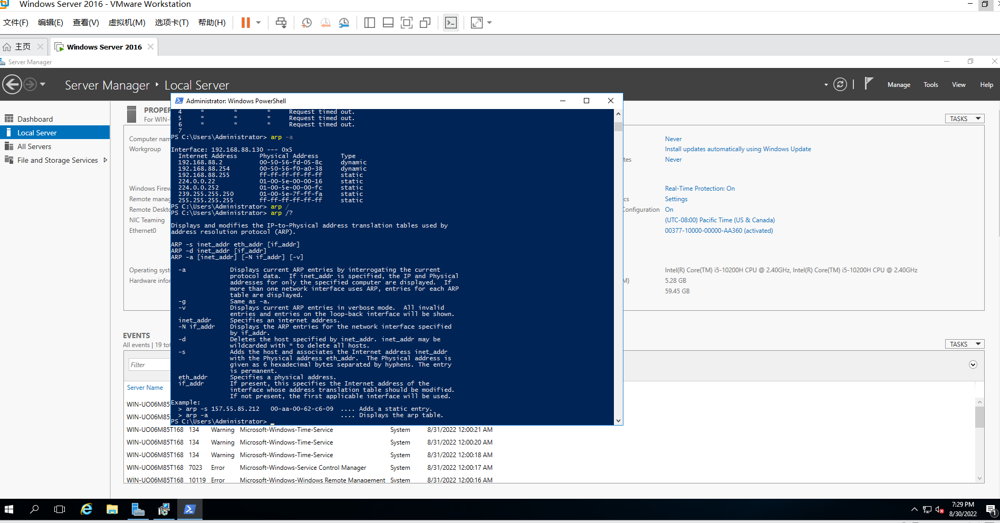 Windows Server 2016 - VMware Workstation
文件(F) 编辑(E) 查看(V) 虚拟机(M) 选项卡(T) 帮助(H)
主页 Windows Server 2016
Server Manager
Server Manager Local Server Manage Tools View Help
Dashboard
Local Server
All Servers
File and Storage Services
PROPER
For WIN-U
TASKS
Computer nam
Workgroup
Windows Firew
Remote manag
Remote Deskto
NIC Teaming
Ethernet0
Operating syste
Hardware infor
Never
Install updates automatically using Windows Update
tes Never
Real-Time Protection: On
cs Settings
Configuration On
(UTC-08:00) Pacific Time (US & Canada)
00377-10000-00000-AA360 (activated)
Intel(R) Core(TM) i5-10200H CPU @ 2.40GHz, Intel(R) Core(TM) i5-10200H CPU @ 2.40GHz
M) 5.28 GB
59.45 GB
Administrator: Windows PowerShell
4 * * * Request timed out.
5 * * * Request timed out.
6 * * * Request timed out.
7
PS C:\Users\Administrator> arp -a
Interface: 192.168.88.130 --- 0x5
Internet Address Physical Address Type
192.168.88.2 00-50-56-fd-05-8c dynamic
192.168.88.254 00-50-56-f0-a0-38 dynamic
192.168.88.255 ff-ff-ff-ff-ff-ff static
224.0.0.22 01-00-5e-00-00-16 static
224.0.0.252 01-00-5e-00-00-fc static
239.255.255.250 01-00-5e-7f-ff-fa static
255.255.255.255 ff-ff-ff-ff-ff-ff static
PS C:\Users\Administrator> arp /
PS C:\Users\Administrator> arp /?
Displays and modifies the IP-to-Physical address translation tables used by
address resolution protocol (ARP).
ARP -s inet_addr eth_addr [if_addr]
ARP -d inet_addr [if_addr]
ARP -a [inet_addr] [-N if_addr] [-v]
-a Displays current ARP entries by interrogating the current
protocol data. If inet_addr is specified, the IP and Physical
addresses for only the specified computer are displayed. If
more than one network interface uses ARP, entries for each ARP
table are displayed.
-g Same as -a.
-v Displays current ARP entries in verbose mode. All invalid
entries and entries on the loop-back interface will be shown.
inet_addr Specifies an internet address.
-N if_addr Displays the ARP entries for the network interface specified
by if_addr.
-d Deletes the host specified by inet_addr. inet_addr may be
wildcarded with * to delete all hosts.
-s Adds the host and associates the Internet address inet_addr
with the Physical address eth_addr. The Physical address is
given as 6 hexadecimal bytes separated by hyphens. The entry
is permanent.
eth_addr Specifies a physical address.
if_addr If present, this specifies the Internet address of the
interface whose address translation table should be modified.
If not present, the first applicable interface will be used.
Example:
> arp -s 157.55.85.212 00-aa-00-62-c6-09 .... Adds a static entry.
> arp -a .... Displays the arp table.
PS C:\Users\Administrator>
EVENTS
All events | 19 tot
TASKS
Filter
Server Name
WIN-UO06M85
WIN-UO06M85
WIN-UO06M85T168 134 Warning Microsoft-Windows-Time-Service System 8/31/2022 12:00:21 AM
WIN-UO06M85T168 134 Warning Microsoft-Windows-Time-Service System 8/31/2022 12:00:20 AM
WIN-UO06M85T168 134 Warning Microsoft-Windows-Time-Service System 8/31/2022 12:00:18 AM
WIN-UO06M85T168 7023 Error Microsoft-Windows-Service Control Manager System 8/31/2022 12:00:17 AM
WIN-UO06M85T168 10119 Error Microsoft-Windows-Windows Remote Management System 8/31/2022 12:00:16 AM
7:29 PM
8/30/2022
1